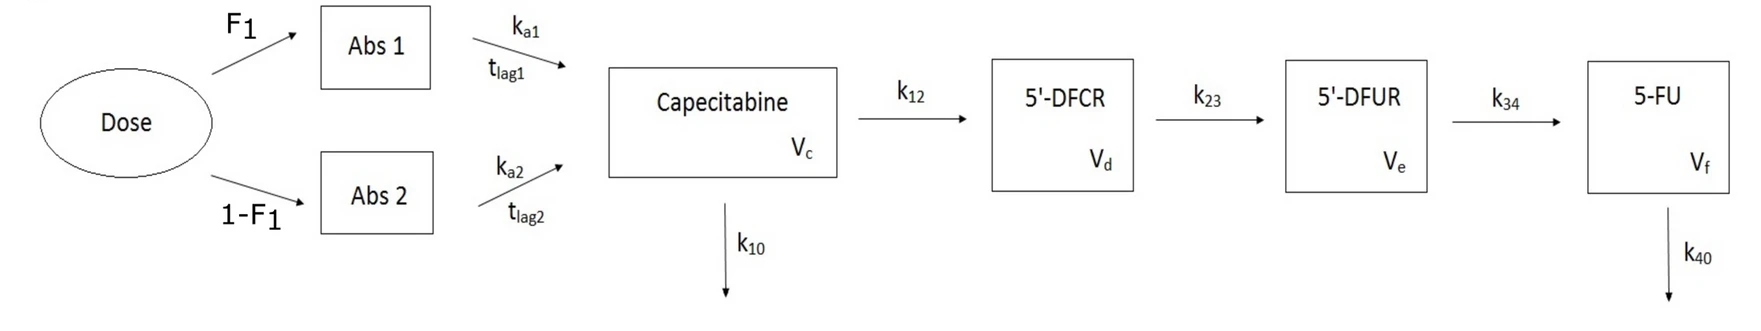 Dose
F1
1-F1
Abs 1
Abs 2
ka1
tlag1
ka2
tlag2
Capecitabine
Vc
k10
k12
5'-DFCR
Vd
k23
5'-DFUR
Ve
k34
5-FU
Vf
k40